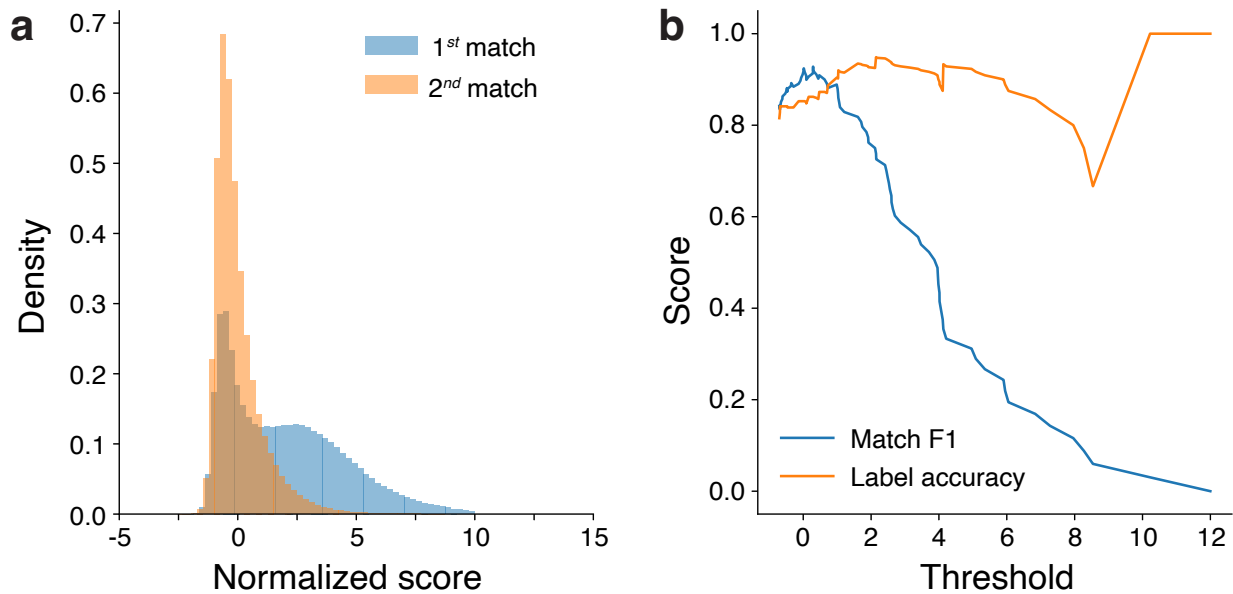 a
0.7
0.6
0.5
0.4
0.3
0.2
0.1
0.0
Density
-5
0
5
10
15
Normalized score
1st match
2nd match
b
1.0
0.8
0.6
0.4
0.2
0.0
Score
0
2
4
6
8
10
12
Threshold
Match F1
Label accuracy